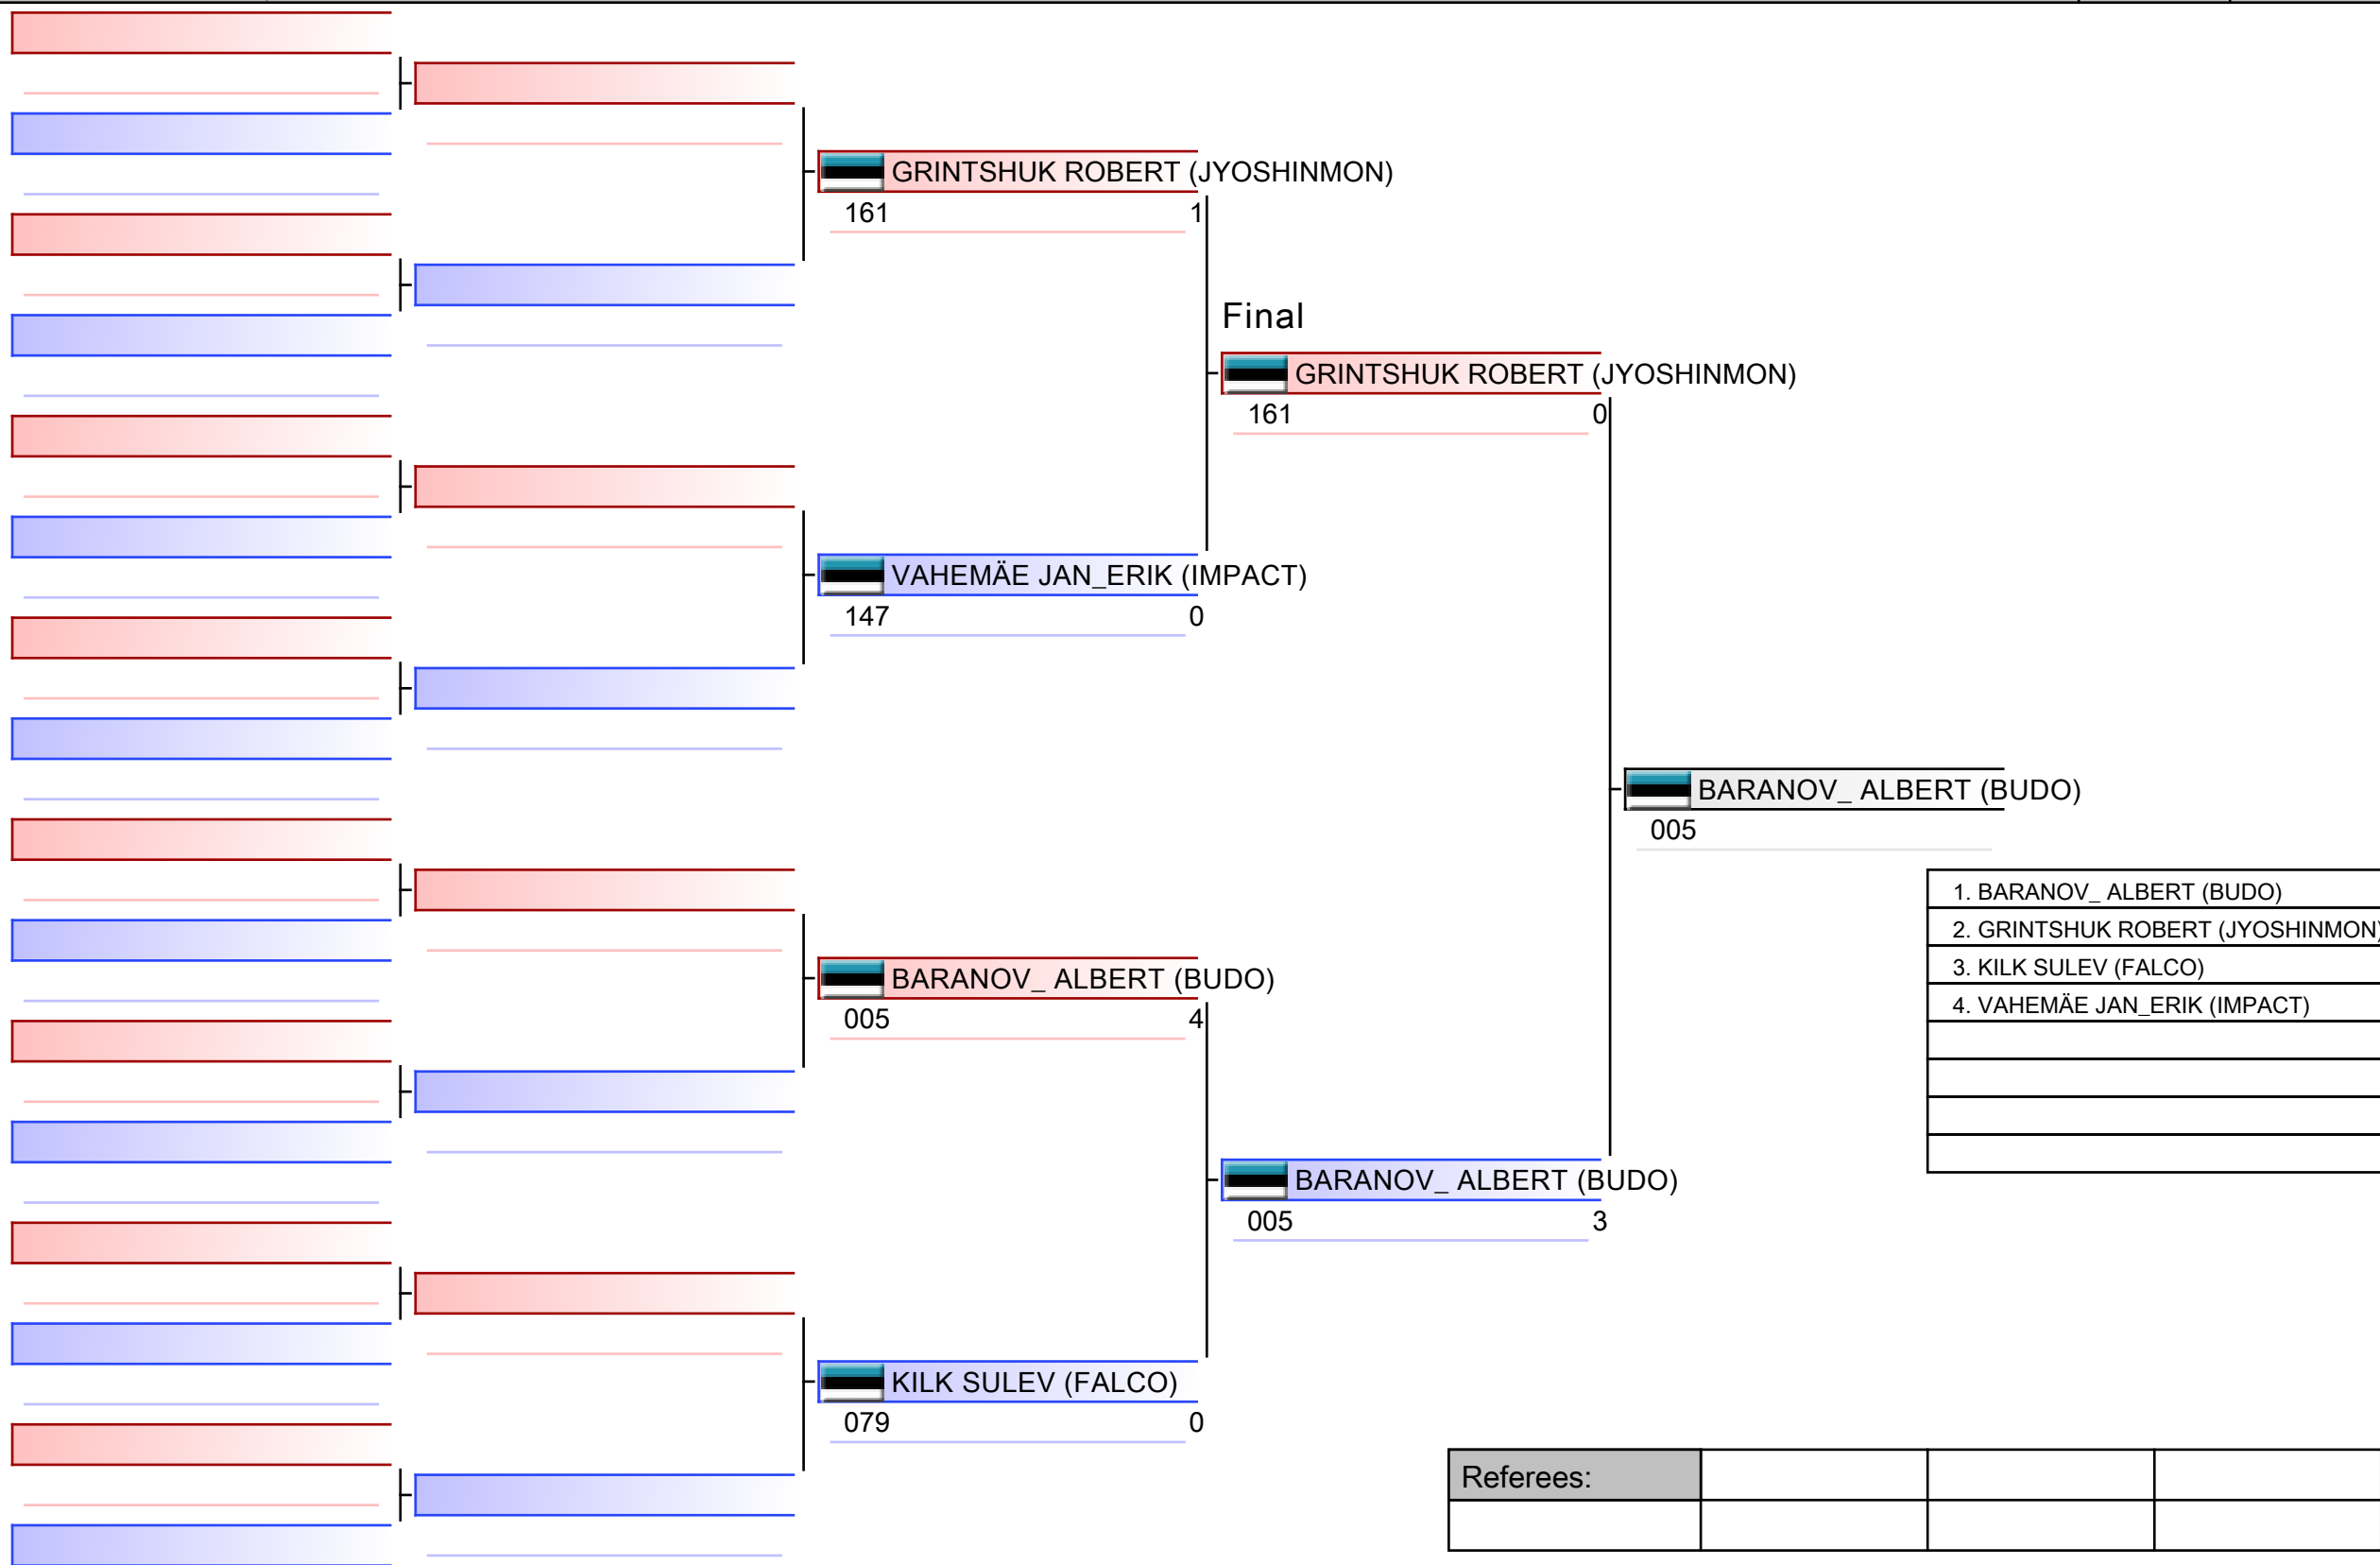 GRINTSHUK ROBERT (JYOSHINMON)
161 1
Final
GRINTSHUK ROBERT (JYOSHINMON)
161 0
VAHEMÄE JAN_ERIK (IMPACT)
147 0
BARANOV_ ALBERT (BUDO)
005
1. BARANOV_ ALBERT (BUDO)
2. GRINTSHUK ROBERT (JYOSHINMON)
3. KILK SULEV (FALCO)
4. VAHEMÄE JAN_ERIK (IMPACT)
BARANOV_ ALBERT (BUDO)
005 4
BARANOV_ ALBERT (BUDO)
005 3
KILK SULEV (FALCO)
079 0
Referees: